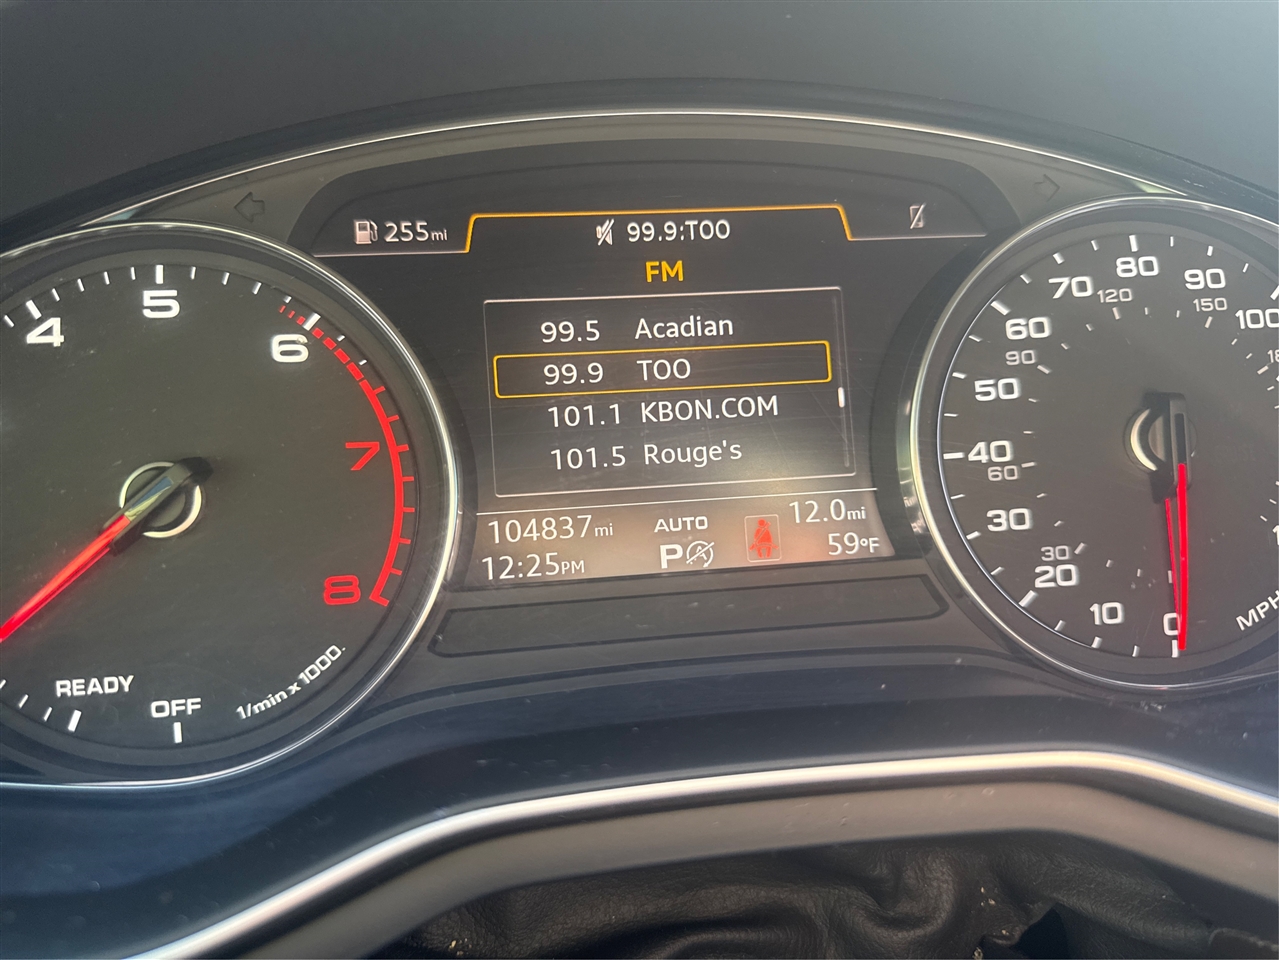 255mi
99.9:TOO
FM
99.5 Acadian
99.9 TOO
101.1 KBON.COM
101.5 Rouge's
104837mi
AUTO
12.0mi
12:25PM
P
A
59°F
4
5
6
7
8
READY
OFF
1/min x 1000.
0
10
20
30
30
40
60
50
60
90
70
120
80
90
150
100
MPH